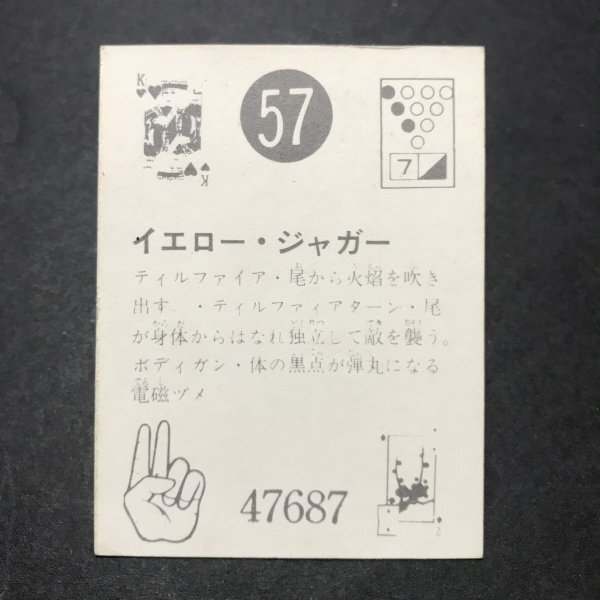 K
57
7
イエロー・ジャガー
ティルファイア・尾から火焰を吹き
出す。・ティルファィアターン・尾
が身体からはなれ独立して敵を襲う。
ボディガン・体の黒点が弾丸になる
電磁ヅメ
K
47687